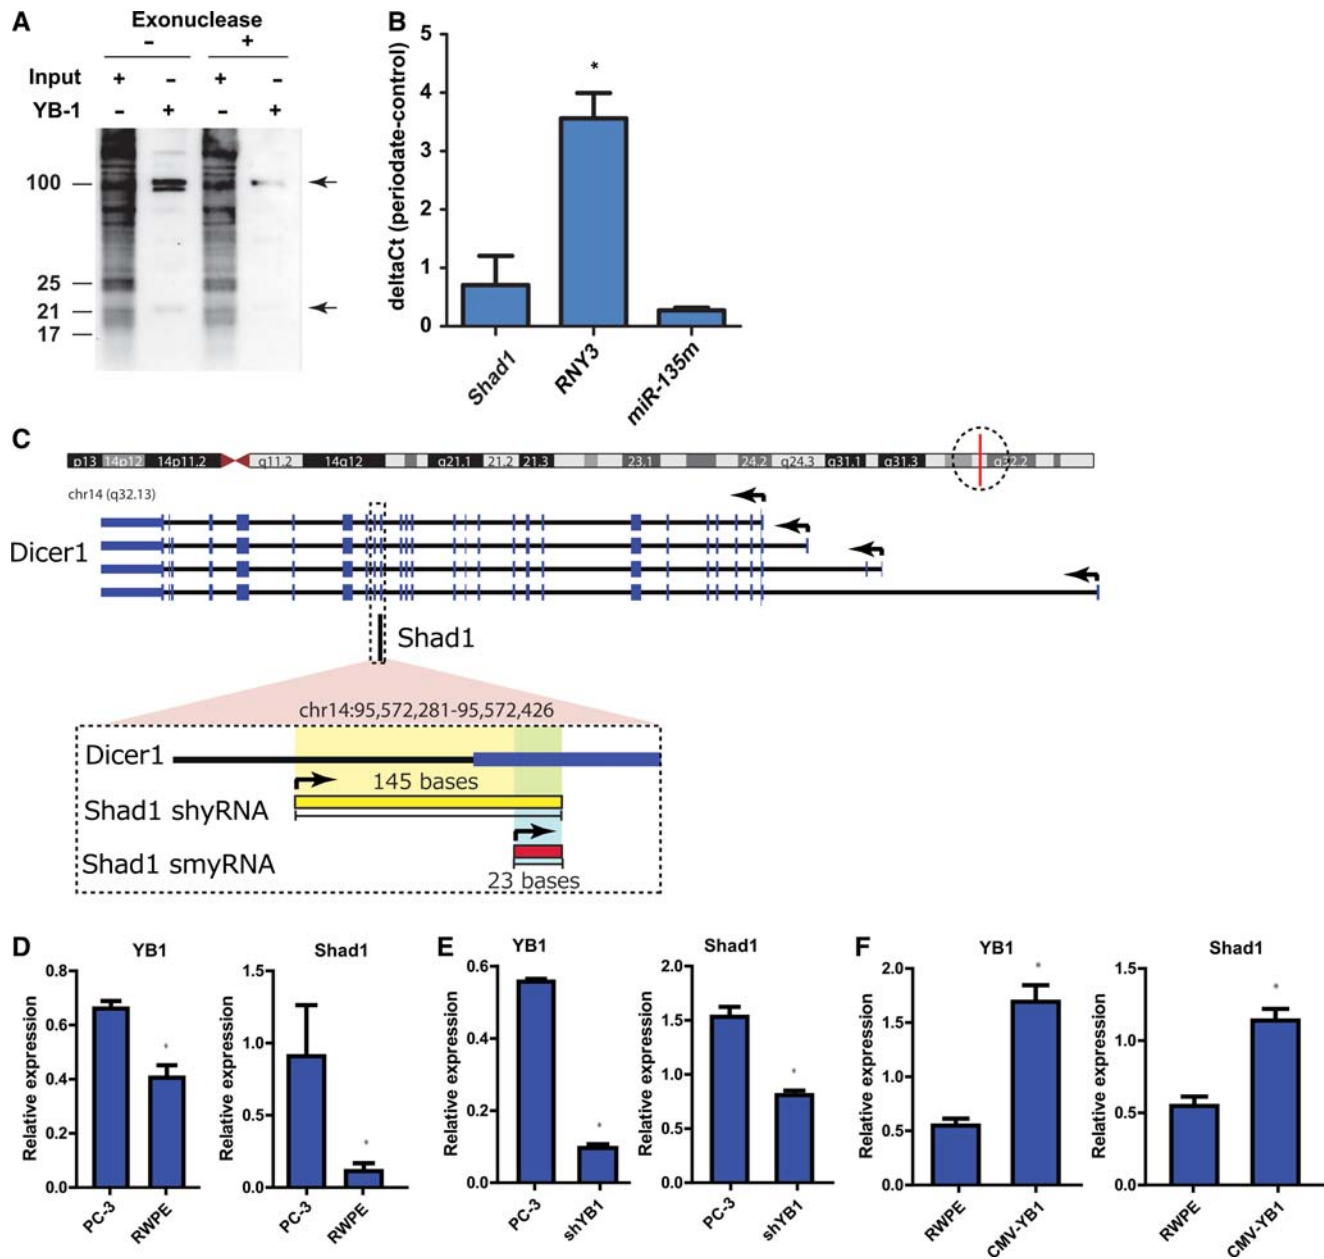 A
Exonuclease
- +
Input + - + -
YB-1 - + - +
100
25
21
17
B
deltaCt (periodate-control)
5
4
3
2
1
0
*
Shad1
RNY3
miR-135m
C
p13 14p12 14p11.2 q11.2 14q12 q21.1 21.2 21.3 23.1 24.2 q24.3 q31.1 q31.3 q32.2
chr14 (q32.13)
Dicer1
Shad1
chr14:95,572,281-95,572,426
Dicer1
145 bases
Shad1 shyRNA
Shad1 smyRNA
23 bases
D
YB1
Relative expression
0.8
0.6
0.4
0.2
0.0
*
PC-3
RWPE
Shad1
Relative expression
1.5
1.0
0.5
0.0
*
PC-3
RWPE
E
YB1
Relative expression
0.6
0.4
0.2
0.0
*
PC-3
shYB1
Shad1
Relative expression
2.0
1.5
1.0
0.5
0.0
*
PC-3
shYB1
F
YB1
Relative expression
2.0
1.5
1.0
0.5
0.0
*
RWPE
CMV-YB1
Shad1
Relative expression
1.5
1.0
0.5
0.0
*
RWPE
CMV-YB1